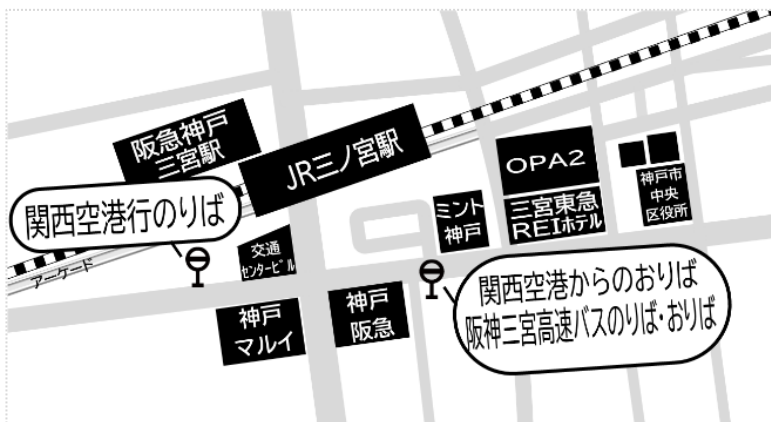 阪急神戸
三宮駅
JR三ノ宮駅
OPA2
三宮東急
REIホテル
神戸市
中央
区役所
ミント
神戸
関西空港行のりば
交通
センタービル
アーケード
神戸
マルイ
神戸
阪急
関西空港からのおりば
阪神三宮高速バスのりば・おりば